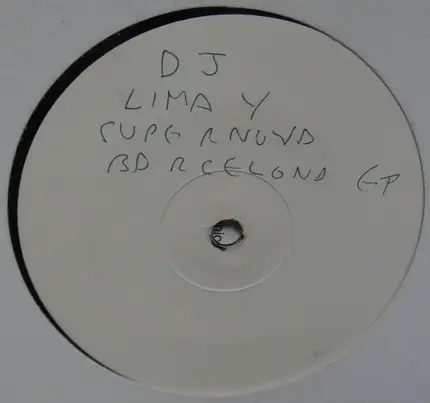 DJ
LIMA Y
SUPERNOVA
BARCELONA EP